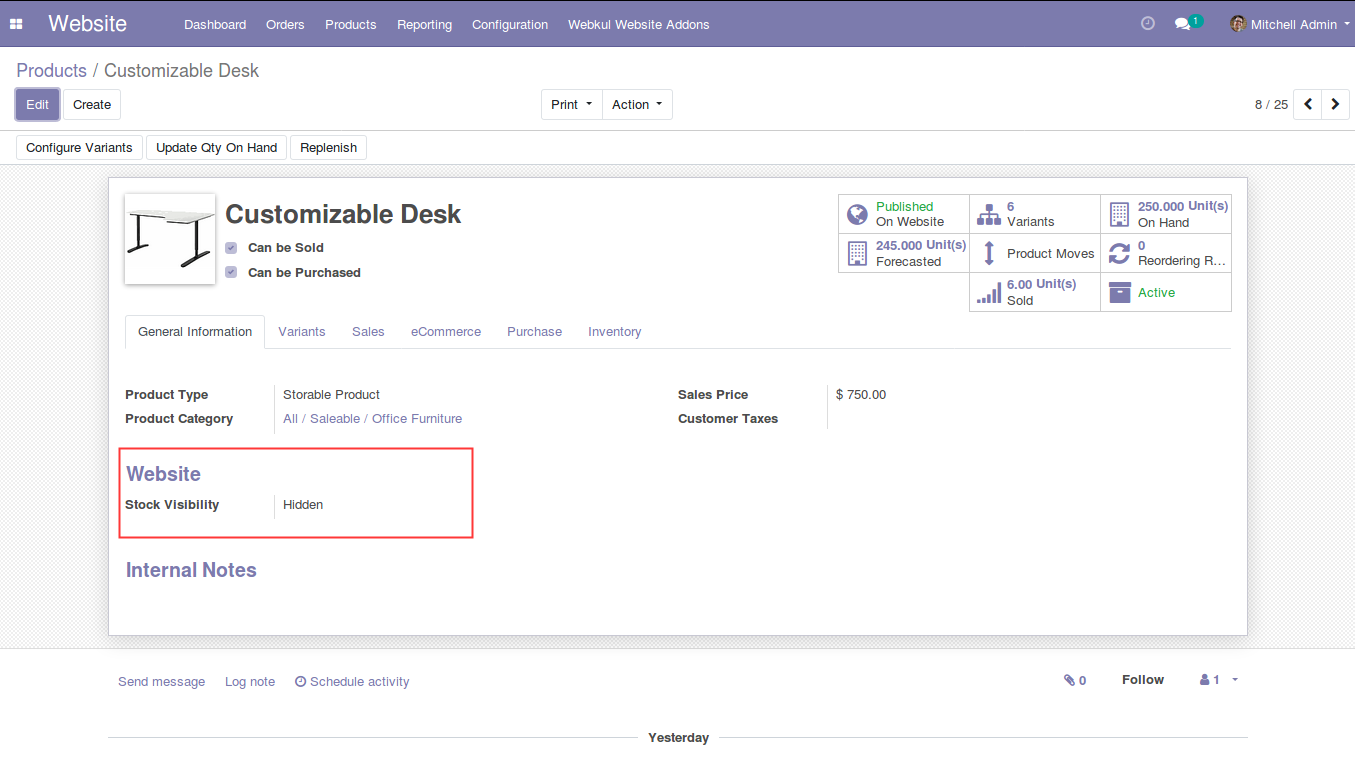 Website Dashboard Orders Products Reporting Configuration Webkul Website Addons 1 Mitchell Admin
Products / Customizable Desk
Edit Create Print Action 8 / 25
Configure Variants Update Qty On Hand Replenish
Customizable Desk
Can be Sold
Can be Purchased
Published
On Website
6
Variants
250.000 Unit(s)
On Hand
245.000 Unit(s)
Forecasted
Product Moves
0
Reordering R...
6.00 Unit(s)
Sold
Active
General Information Variants Sales eCommerce Purchase Inventory
Product Type Storable Product
Product Category All / Saleable / Office Furniture
Sales Price $ 750.00
Customer Taxes
Website
Stock Visibility Hidden
Internal Notes
Send message Log note Schedule activity 0 Follow 1
Yesterday